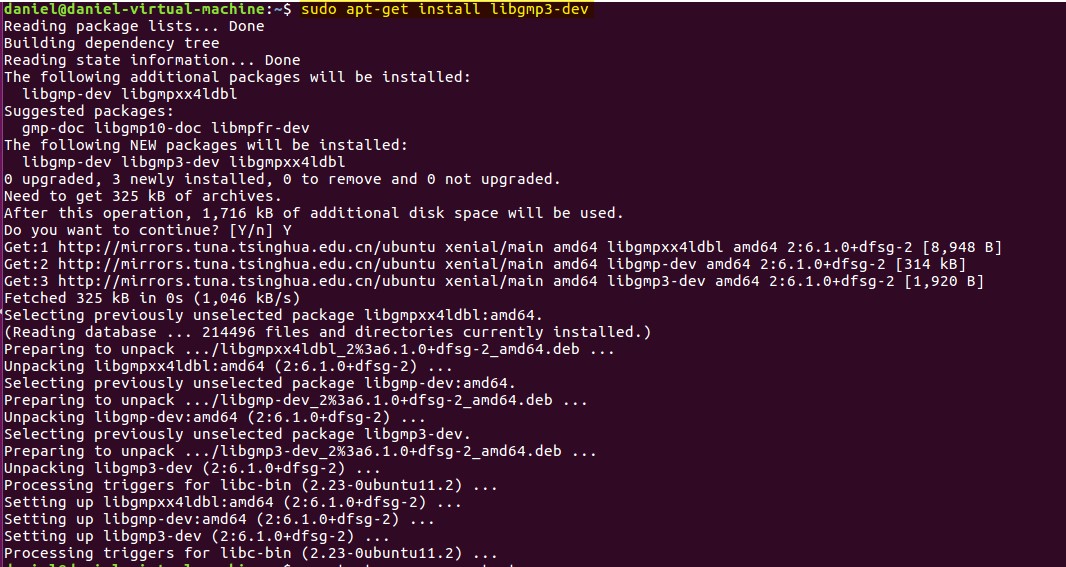 daniel@daniel-virtual-machine:~$ sudo apt-get install libgmp3-dev
Reading package lists... Done
Building dependency tree
Reading state information... Done
The following additional packages will be installed:
  libgmp-dev libgmpxx4ldbl
Suggested packages:
  gmp-doc libgmp10-doc libmpfr-dev
The following NEW packages will be installed:
  libgmp-dev libgmp3-dev libgmpxx4ldbl
0 upgraded, 3 newly installed, 0 to remove and 0 not upgraded.
Need to get 325 kB of archives.
After this operation, 1,716 kB of additional disk space will be used.
Do you want to continue? [Y/n] Y
Get:1 http://mirrors.tuna.tsinghua.edu.cn/ubuntu xenial/main amd64 libgmpxx4ldbl amd64 2:6.1.0+dfsg-2 [8,948 B]
Get:2 http://mirrors.tuna.tsinghua.edu.cn/ubuntu xenial/main amd64 libgmp-dev amd64 2:6.1.0+dfsg-2 [314 kB]
Get:3 http://mirrors.tuna.tsinghua.edu.cn/ubuntu xenial/main amd64 libgmp3-dev amd64 2:6.1.0+dfsg-2 [1,920 B]
Fetched 325 kB in 0s (1,046 kB/s)
Selecting previously unselected package libgmpxx4ldbl:amd64.
(Reading database ... 214496 files and directories currently installed.)
Preparing to unpack .../libgmpxx4ldbl_2%3a6.1.0+dfsg-2_amd64.deb ...
Unpacking libgmpxx4ldbl:amd64 (2:6.1.0+dfsg-2) ...
Selecting previously unselected package libgmp-dev:amd64.
Preparing to unpack .../libgmp-dev_2%3a6.1.0+dfsg-2_amd64.deb ...
Unpacking libgmp-dev:amd64 (2:6.1.0+dfsg-2) ...
Selecting previously unselected package libgmp3-dev.
Preparing to unpack .../libgmp3-dev_2%3a6.1.0+dfsg-2_amd64.deb ...
Unpacking libgmp3-dev (2:6.1.0+dfsg-2) ...
Processing triggers for libc-bin (2.23-0ubuntu11.2) ...
Setting up libgmpxx4ldbl:amd64 (2:6.1.0+dfsg-2) ...
Setting up libgmp-dev:amd64 (2:6.1.0+dfsg-2) ...
Setting up libgmp3-dev (2:6.1.0+dfsg-2) ...
Processing triggers for libc-bin (2.23-0ubuntu11.2) ...